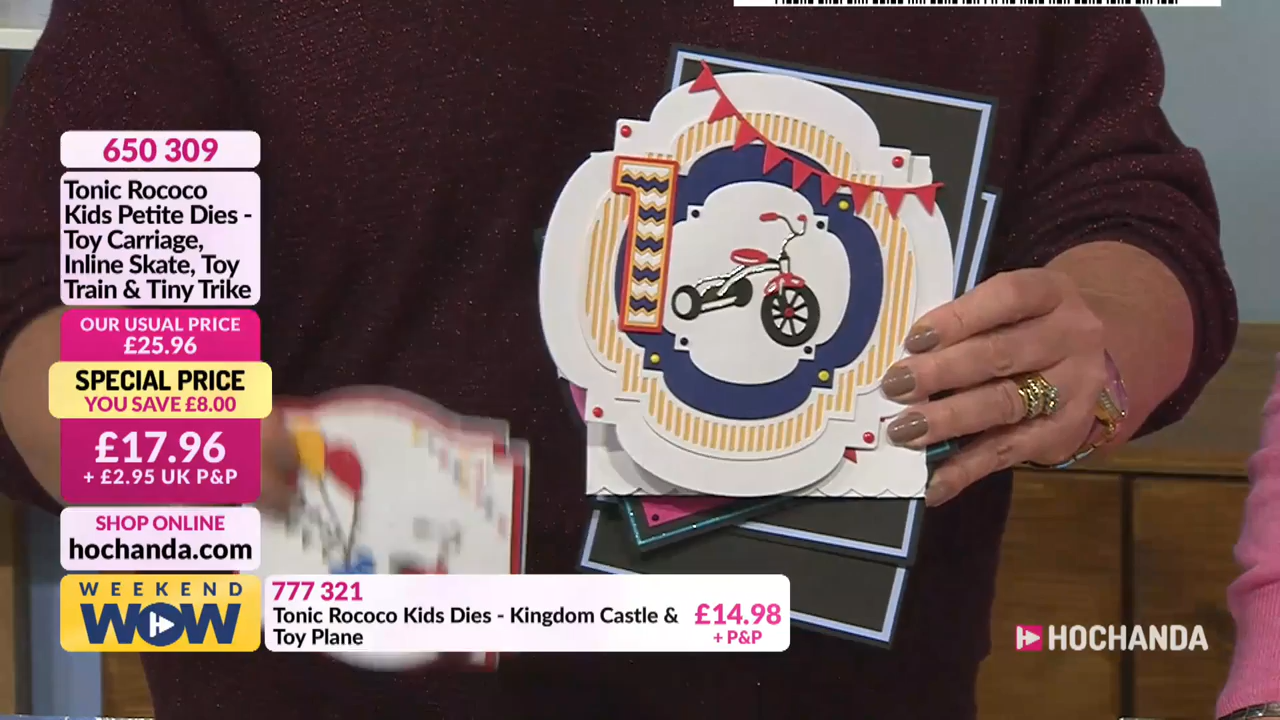 650 309
Tonic Rococo
Kids Petite Dies -
Toy Carriage,
Inline Skate, Toy
Train & Tiny Trike
OUR USUAL PRICE
£25.96
SPECIAL PRICE
YOU SAVE £8.00
£17.96
+ £2.95 UK P&P
SHOP ONLINE
hochanda.com
WEEKEND
WOW
777 321
Tonic Rococo Kids Dies - Kingdom Castle &
Toy Plane
£14.98
+ P&P
1
HOCHANDA